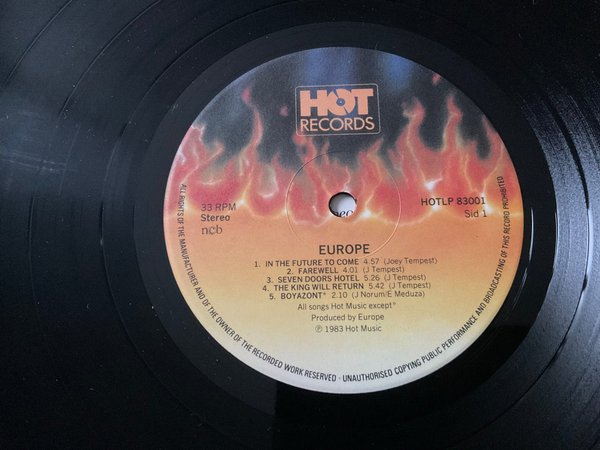 HOT
RECORDS
33 RPM
Stereo
ncb
HOTLP 83001
Sid 1
EUROPE
1. IN THE FUTURE TO COME 4.57 (Joey Tempest)
2. FAREWELL 4.01 (J Tempest)
3. SEVEN DOORS HOTEL 5.26 (J Tempest)
4. THE KING WILL RETURN 5.42 (J Tempest)
5. BOYAZONT* 2.10 (J Norum/E Meduza)
All songs Hot Music except*
Produced by Europe
℗ 1983 Hot Music
ALL RIGHTS OF THE MANUFACTURER AND OF THE OWNER OF THE RECORDED WORK RESERVED · UNAUTHORISED COPYING PUBLIC PERFORMANCE AND BROADCASTING OF THIS RECORD PROHIBITED